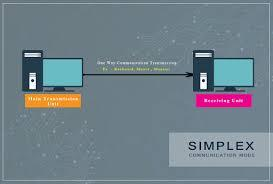 One Way Communication Transmitting
Ex - Keyboard, Mouse, Monitor
Main Transmission
Unit
Receiving Unit
SIMPLEX
COMMUNICATION MODE